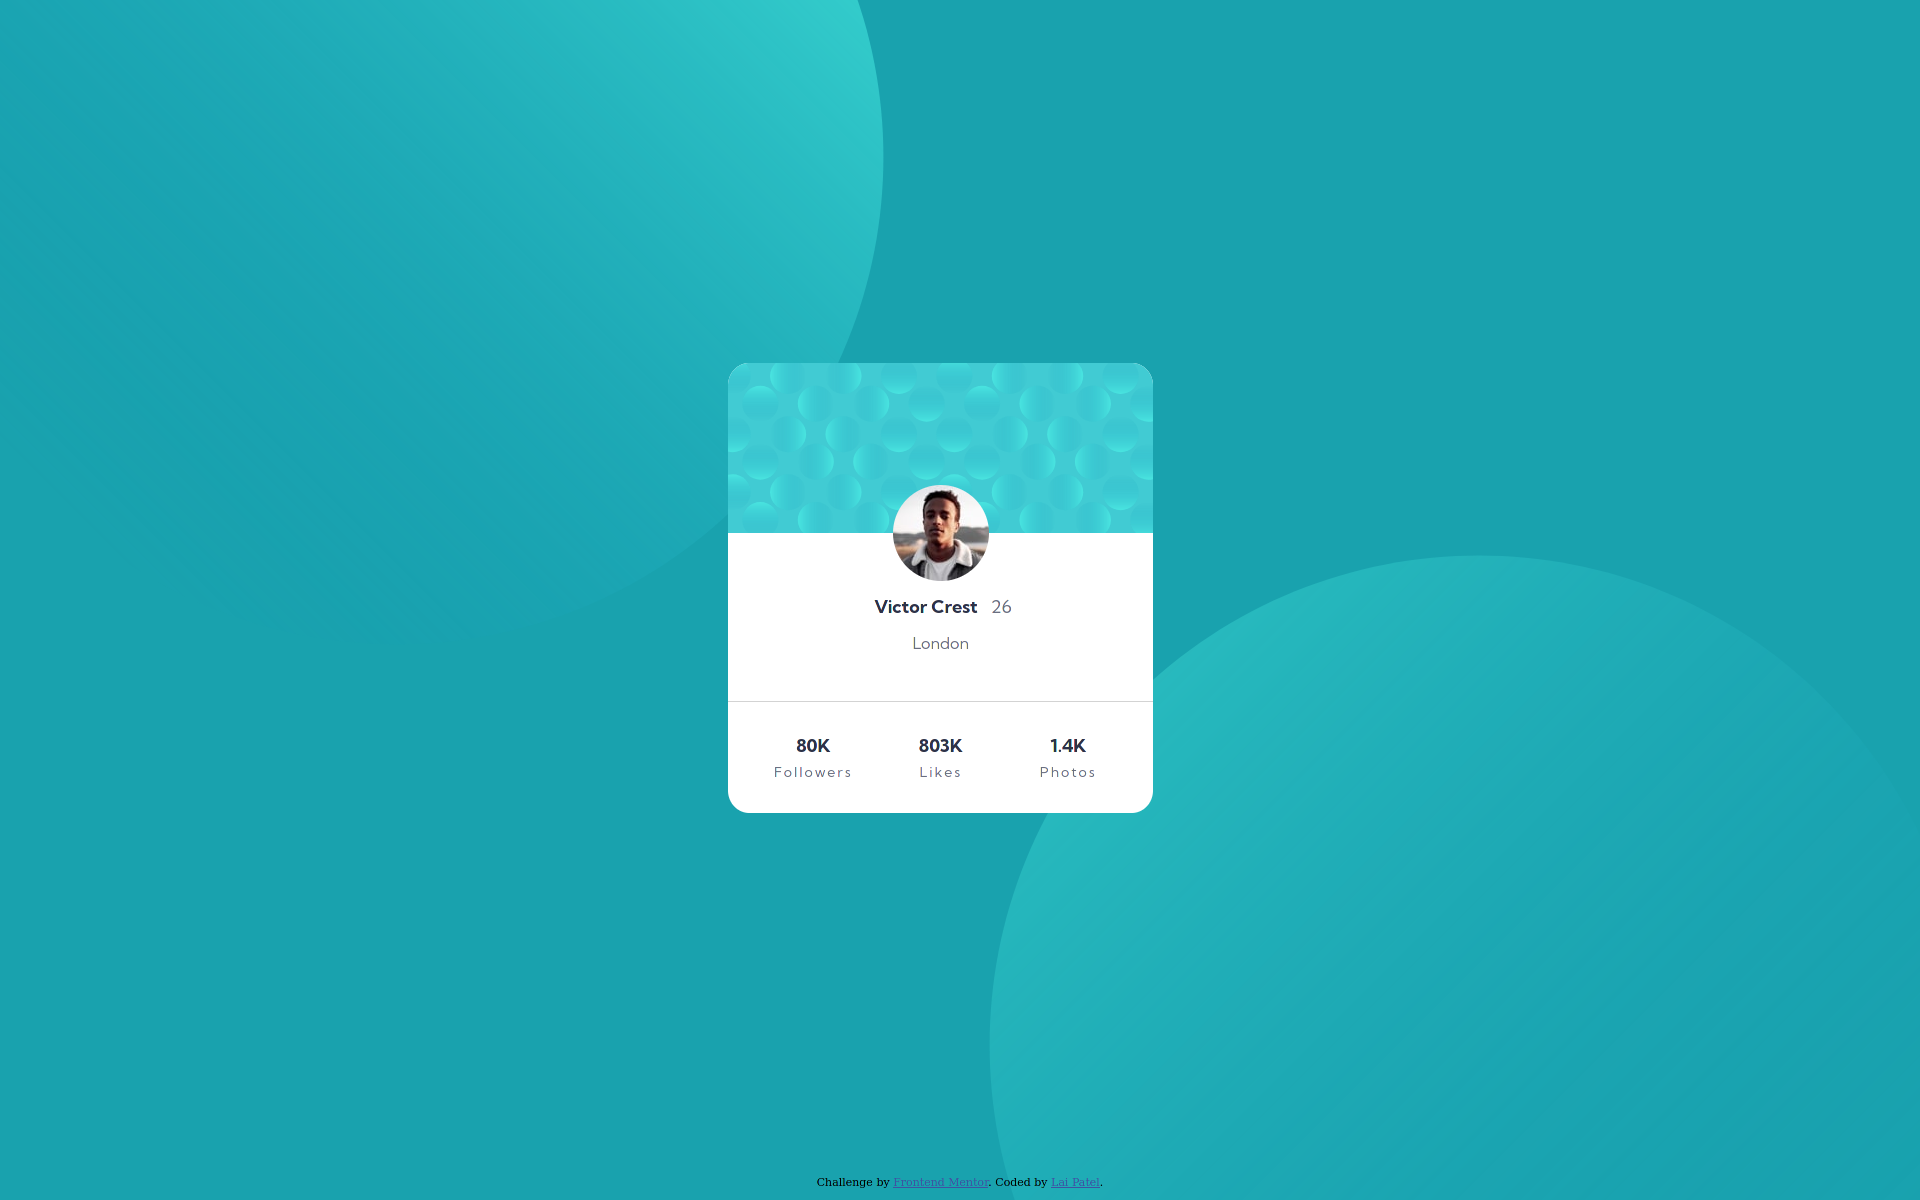 Victor Crest 26
London
80K 803K 1.4K
Followers Likes Photos
Challenge by Frontend Mentor. Coded by Lai Patel.